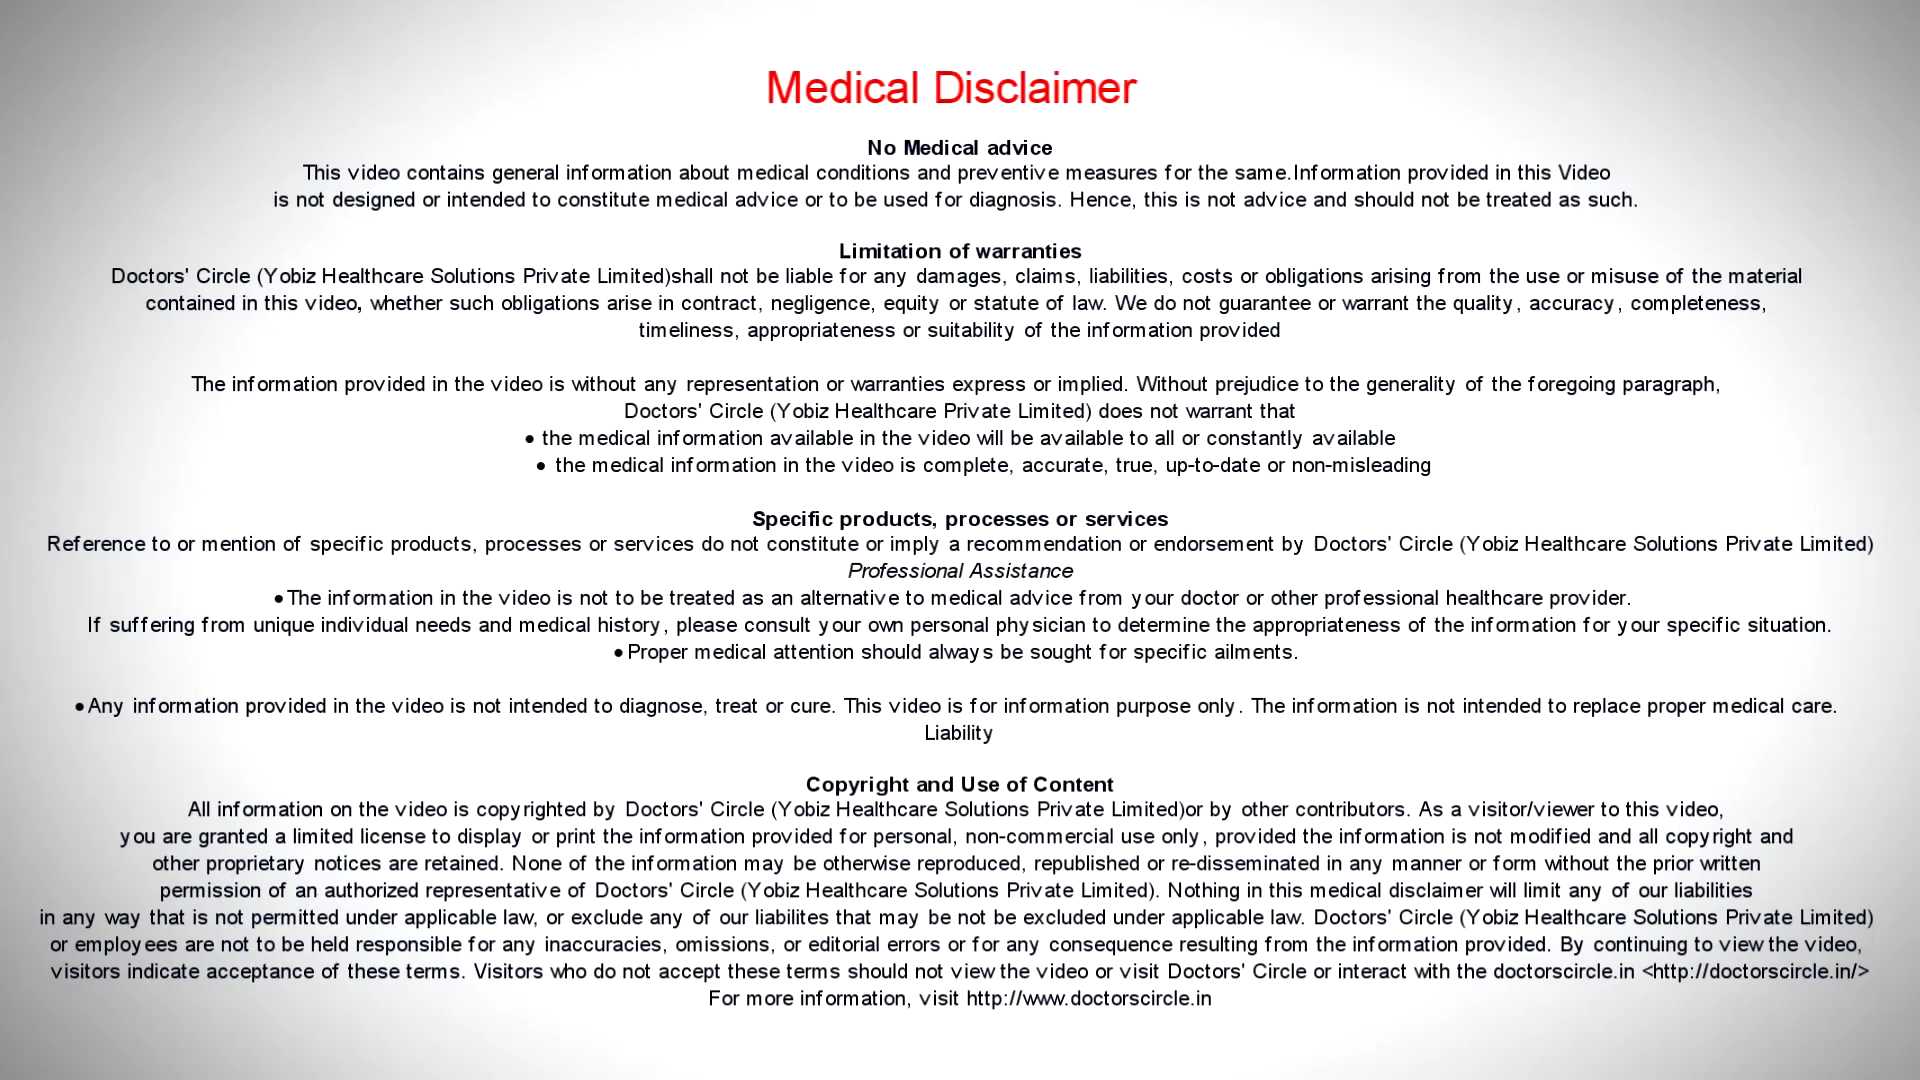 Medical Disclaimer
No Medical advice
This video contains general information about medical conditions and preventive measures for the same.Information provided in this Video
is not designed or intended to constitute medical advice or to be used for diagnosis. Hence, this is not advice and should not be treated as such.
Limitation of warranties
Doctors' Circle (Yobiz Healthcare Solutions Private Limited)shall not be liable for any damages, claims, liabilities, costs or obligations arising from the use or misuse of the material
contained in this video, whether such obligations arise in contract, negligence, equity or statute of law. We do not guarantee or warrant the quality, accuracy, completeness,
timeliness, appropriateness or suitability of the information provided
The information provided in the video is without any representation or warranties express or implied. Without prejudice to the generality of the foregoing paragraph,
Doctors' Circle (Yobiz Healthcare Private Limited) does not warrant that
• the medical information available in the video will be available to all or constantly available
• the medical information in the video is complete, accurate, true, up-to-date or non-misleading
Specific products, processes or services
Reference to or mention of specific products, processes or services do not constitute or imply a recommendation or endorsement by Doctors' Circle (Yobiz Healthcare Solutions Private Limited)
Professional Assistance
•The information in the video is not to be treated as an alternative to medical advice from your doctor or other professional healthcare provider.
If suffering from unique individual needs and medical history, please consult your own personal physician to determine the appropriateness of the information for your specific situation.
•Proper medical attention should always be sought for specific ailments.
•Any information provided in the video is not intended to diagnose, treat or cure. This video is for information purpose only. The information is not intended to replace proper medical care.
Liability
Copyright and Use of Content
All information on the video is copyrighted by Doctors' Circle (Yobiz Healthcare Solutions Private Limited)or by other contributors. As a visitor/viewer to this video,
you are granted a limited license to display or print the information provided for personal, non-commercial use only, provided the information is not modified and all copyright and
other proprietary notices are retained. None of the information may be otherwise reproduced, republished or re-disseminated in any manner or form without the prior written
permission of an authorized representative of Doctors' Circle (Yobiz Healthcare Solutions Private Limited). Nothing in this medical disclaimer will limit any of our liabilities
in any way that is not permitted under applicable law, or exclude any of our liabilites that may be not be excluded under applicable law. Doctors' Circle (Yobiz Healthcare Solutions Private Limited)
or employees are not to be held responsible for any inaccuracies, omissions, or editorial errors or for any consequence resulting from the information provided. By continuing to view the video,
visitors indicate acceptance of these terms. Visitors who do not accept these terms should not view the video or visit Doctors' Circle or interact with the doctorscircle.in <http://doctorscircle.in/>
For more information, visit http://www.doctorscircle.in